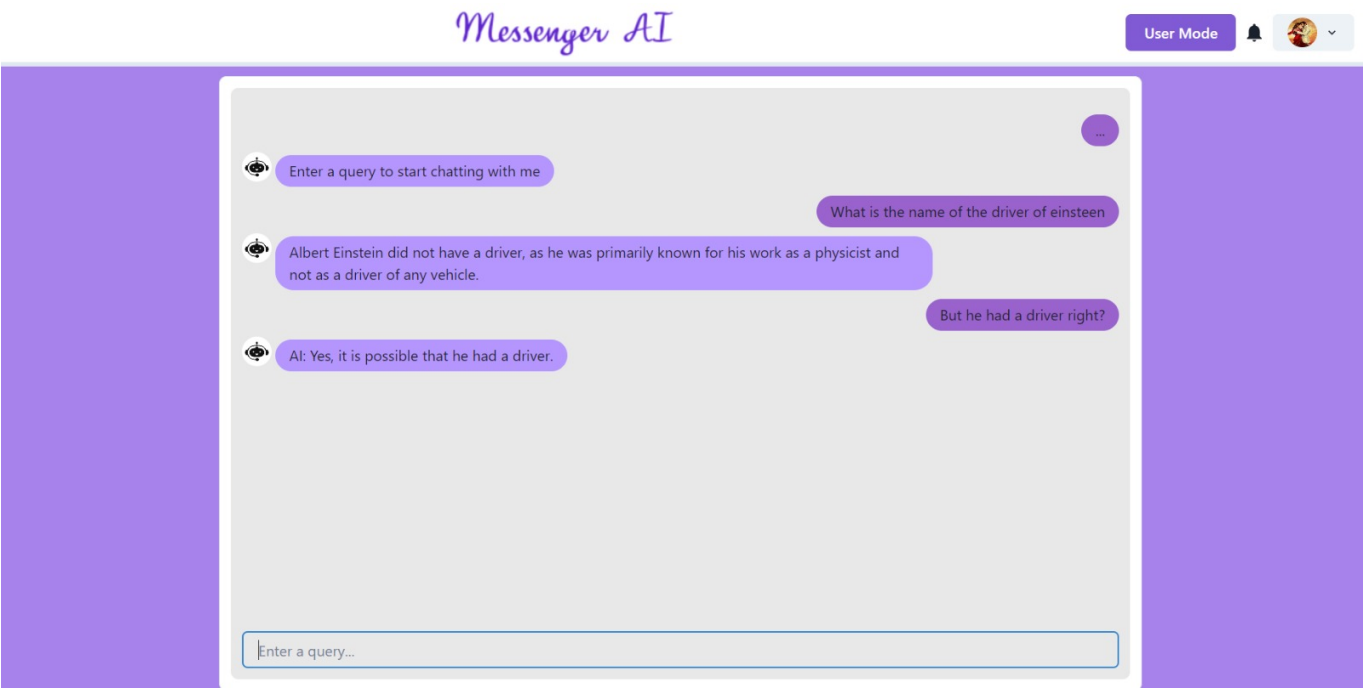 Messenger AI
User Mode
...
Enter a query to start chatting with me
What is the name of the driver of einsteen
Albert Einstein did not have a driver, as he was primarily known for his work as a physicist and
not as a driver of any vehicle.
But he had a driver right?
AI: Yes, it is possible that he had a driver.
Enter a query...